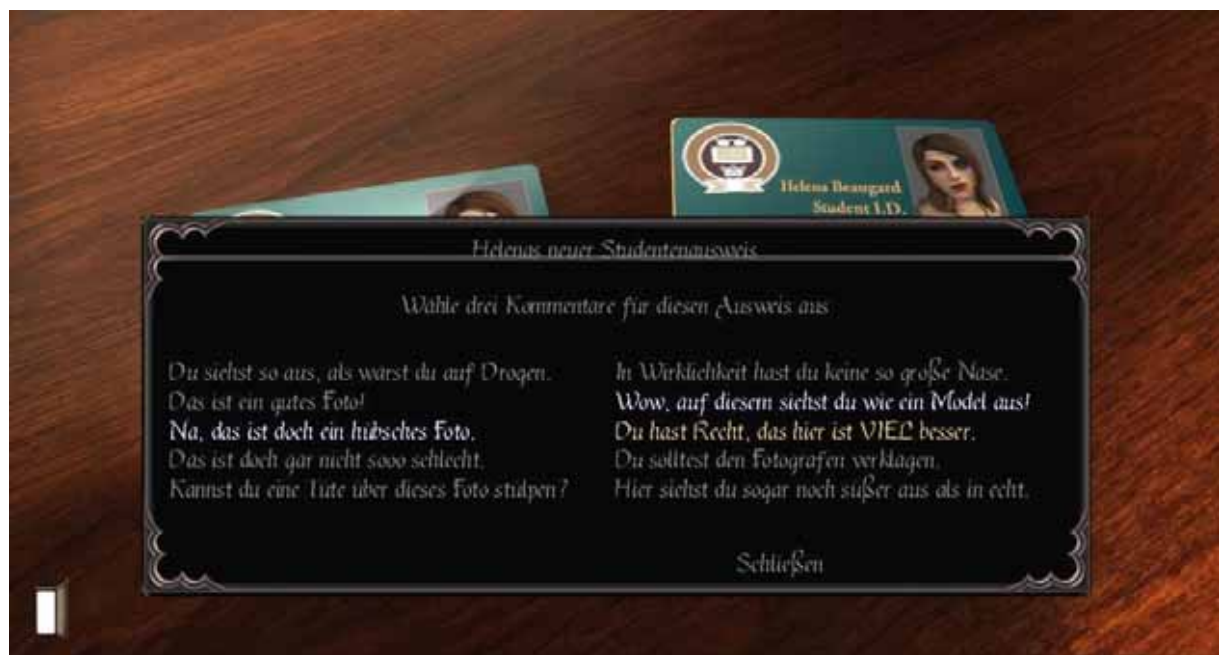 Helena Beaugard
Student I.D.
Helenas neuer Studentenausweis
Wähle drei Kommentare für diesen Ausweis aus
Du siehst so aus, als wärst du auf Drogen.
Das ist ein gutes Foto!
Na, das ist doch ein hübsches Foto.
Das ist doch gar nicht sooo schlecht.
Kannst du eine Tüte über dieses Foto stülpen?
In Wirklichkeit hast du keine so große Nase.
Wow, auf diesem siehst du wie ein Model aus!
Du hast Recht, das hier ist VIEL besser.
Du solltest den Fotografen verklagen.
Hier siehst du sogar noch süßer aus als in echt.
Schließen